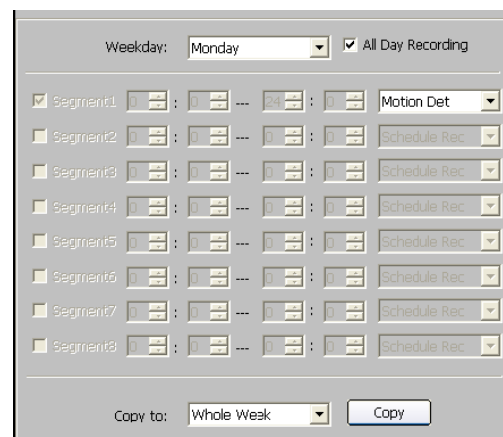 Weekday: Monday All Day Recording
Segment1 0 : 0 --- 24 : 0 Motion Det
Segment2 0 : 0 --- 0 : 0 Schedule Rec
Segment3 0 : 0 --- 0 : 0 Schedule Rec
Segment4 0 : 0 --- 0 : 0 Schedule Rec
Segment5 0 : 0 --- 0 : 0 Schedule Rec
Segment6 0 : 0 --- 0 : 0 Schedule Rec
Segment7 0 : 0 --- 0 : 0 Schedule Rec
Segment8 0 : 0 --- 0 : 0 Schedule Rec
Copy to: Whole Week Copy